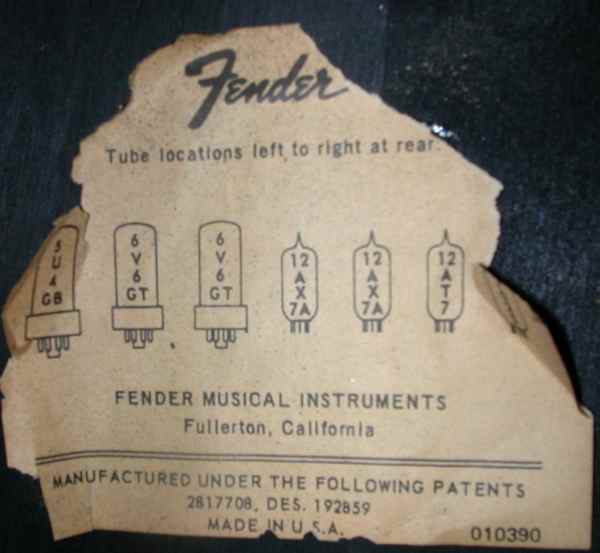 Fender
Tube locations left to right at rear.
5U4GB 6V6GT 6V6GT 12AX7A 12AX7A 12AT7
FENDER MUSICAL INSTRUMENTS
Fullerton, California
MANUFACTURED UNDER THE FOLLOWING PATENTS
2817708, DES. 192859
MADE IN U.S.A. 010390